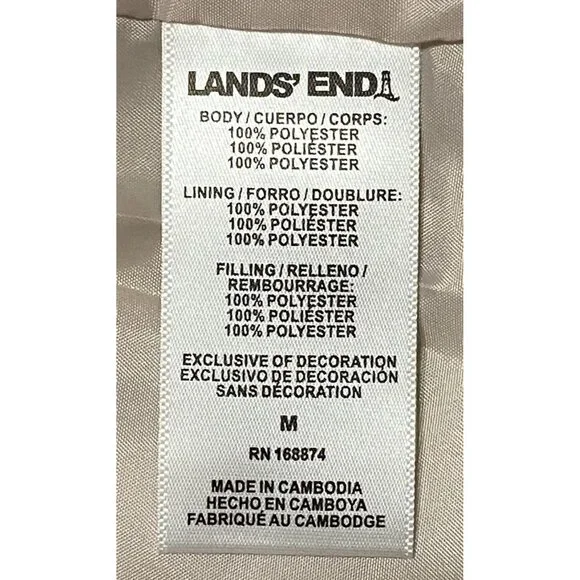 LANDS' END
BODY / CUERPO / CORPS:
100% POLYESTER
100% POLIÉSTER
100% POLYESTER
LINING / FORRO / DOUBLURE:
100% POLYESTER
100% POLIÉSTER
100% POLYESTER
FILLING / RELLENO /
REMBOURRAGE:
100% POLYESTER
100% POLIÉSTER
100% POLYESTER
EXCLUSIVE OF DECORATION
EXCLUSIVO DE DECORACIÓN
SANS DÉCORATION
M
RN 168874
MADE IN CAMBODIA
HECHO EN CAMBOYA
FABRIQUÉ AU CAMBODGE